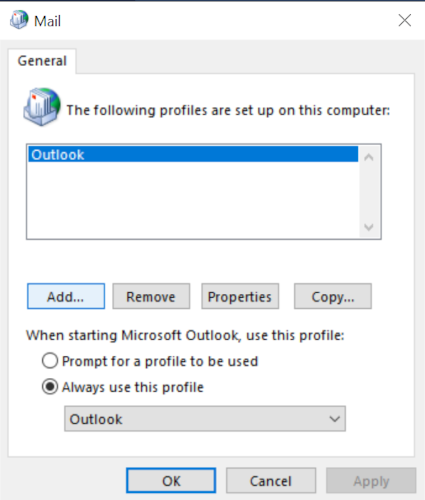 Mail
General
The following profiles are set up on this computer:
Outlook
Add... Remove Properties Copy...
When starting Microsoft Outlook, use this profile:
Prompt for a profile to be used
Always use this profile
Outlook
OK Cancel Apply